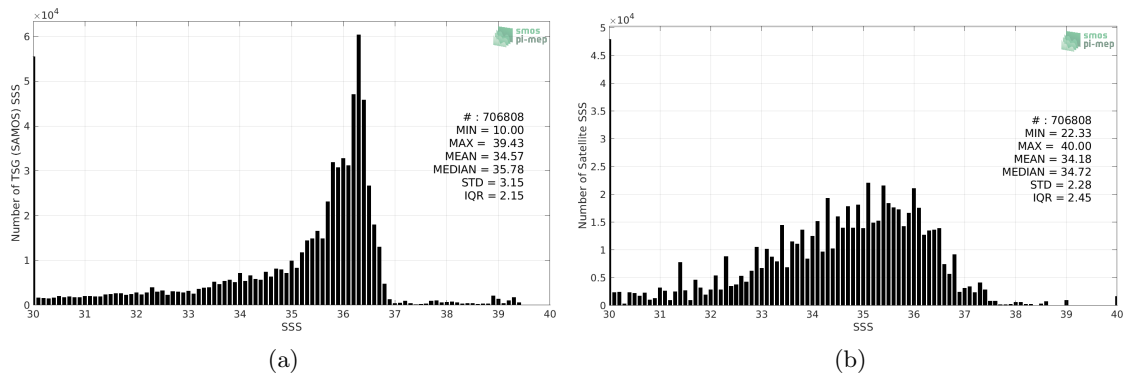 ×10⁴
smos
pi-mep
6
5
4
3
2
1
0
Number of TSG (SAMOS) SSS
# : 706808
MIN = 10.00
MAX = 39.43
MEAN = 34.57
MEDIAN = 35.78
STD = 3.15
IQR = 2.15
30 31 32 33 34 35 36 37 38 39 40
SSS
(a)
×10⁴
smos
pi-mep
5
4.5
4
3.5
3
2.5
2
1.5
1
0.5
0
Number of Satellite SSS
# : 706808
MIN = 22.33
MAX = 40.00
MEAN = 34.18
MEDIAN = 34.72
STD = 2.28
IQR = 2.45
30 31 32 33 34 35 36 37 38 39 40
SSS
(b)